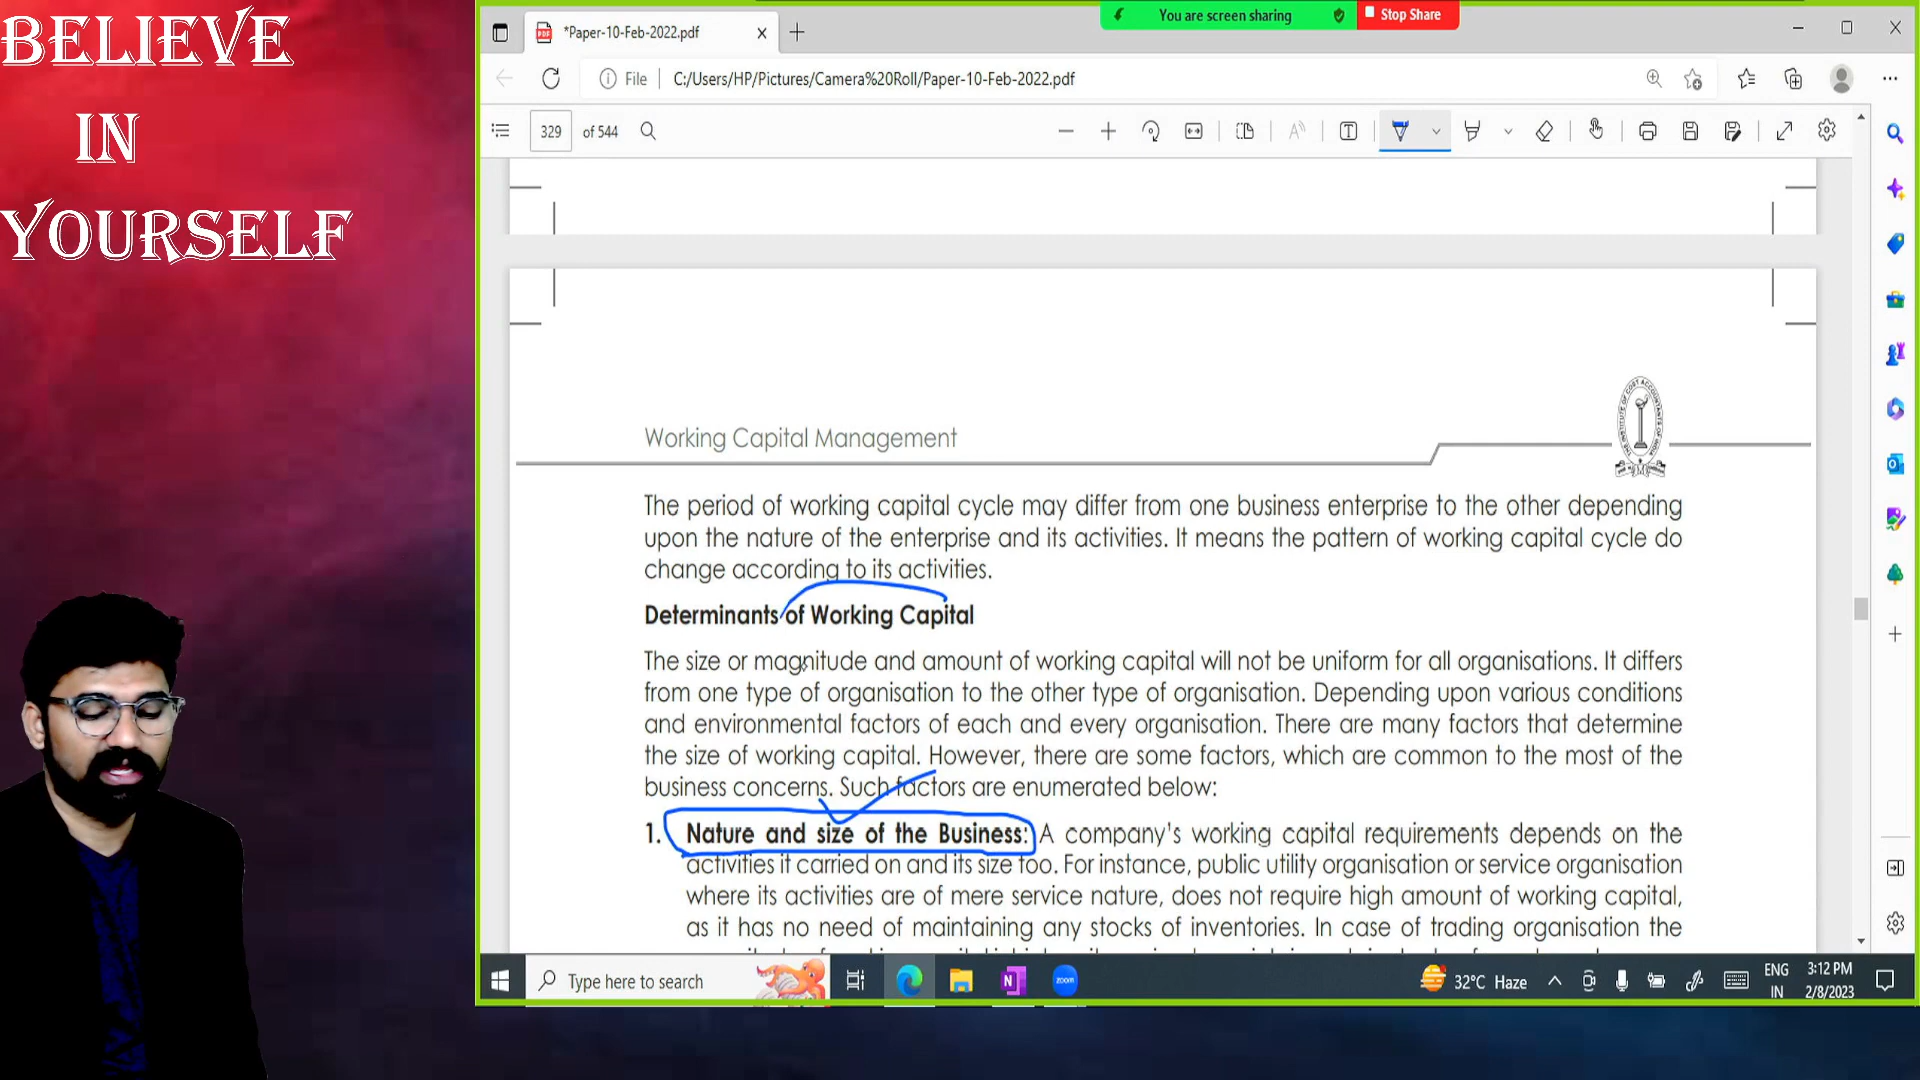 BELIEVE
IN
YOURSELF
You are screen sharing
Stop Share
*Paper-10-Feb-2022.pdf
File
C:/Users/HP/Pictures/Camera%20Roll/Paper-10-Feb-2022.pdf
329 of 544
Working Capital Management
The period of working capital cycle may differ from one business enterprise to the other depending
upon the nature of the enterprise and its activities. It means the pattern of working capital cycle do
change according to its activities.
Determinants of Working Capital
The size or magnitude and amount of working capital will not be uniform for all organisations. It differs
from one type of organisation to the other type of organisation. Depending upon various conditions
and environmental factors of each and every organisation. There are many factors that determine
the size of working capital. However, there are some factors, which are common to the most of the
business concerns. Such factors are enumerated below:
1. Nature and size of the Business: A company's working capital requirements depends on the
activities it carried on and its size too. For instance, public utility organisation or service organisation
where its activities are of mere service nature, does not require high amount of working capital,
as it has no need of maintaining any stocks of inventories. In case of trading organisation the
Type here to search
zoom
32°C Haze
ENG
IN
3:12 PM
2/8/2023